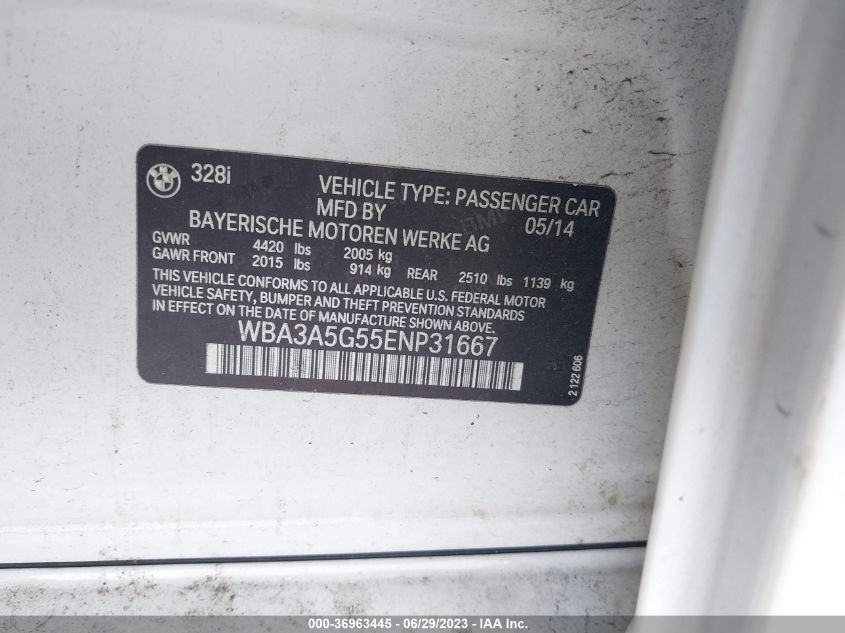 328i
VEHICLE TYPE: PASSENGER CAR
MFD BY 05/14
BAYERISCHE MOTOREN WERKE AG
GVWR 4420 lbs 2005 kg
GAWR FRONT 2015 lbs 914 kg REAR 2510 lbs 1139 kg
THIS VEHICLE CONFORMS TO ALL APPLICABLE U.S. FEDERAL MOTOR
VEHICLE SAFETY, BUMPER AND THEFT PREVENTION STANDARDS
IN EFFECT ON THE DATE OF MANUFACTURE SHOWN ABOVE.
WBA3A5G55ENP31667
2 122 606
000-36963445 - 06/29/2023 - IAA Inc.